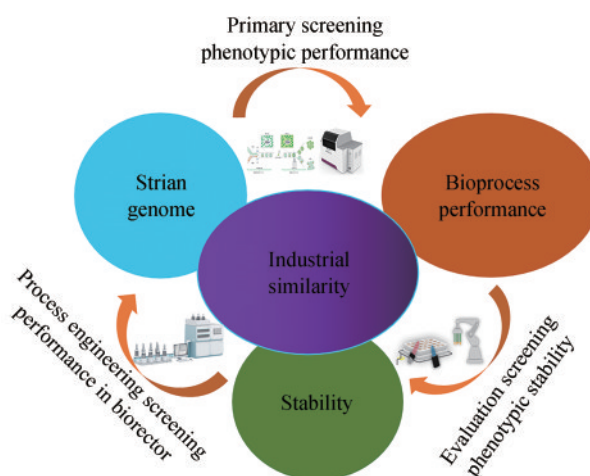 Primary screening
phenotypic performance
Strian
genome
Bioprocess
performance
Industrial
similarity
Process engineering screening
performance in biorector
Evaluation screening
phenotypic stability
Stability